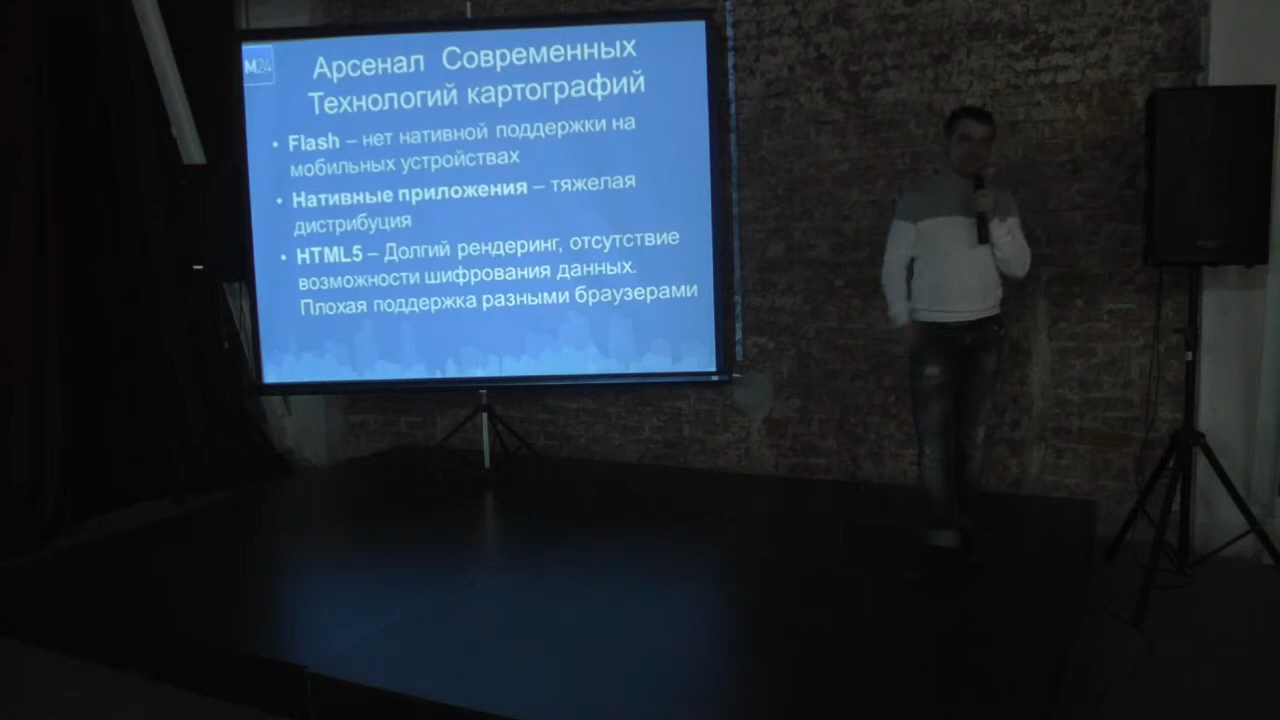 M24
Арсенал Современных
Технологий картографий
• Flash – нет нативной поддержки на
мобильных устройствах
• Нативные приложения – тяжелая
дистрибуция
• HTML5 – Долгий рендеринг, отсутствие
возможности шифрования данных.
Плохая поддержка разными браузерами